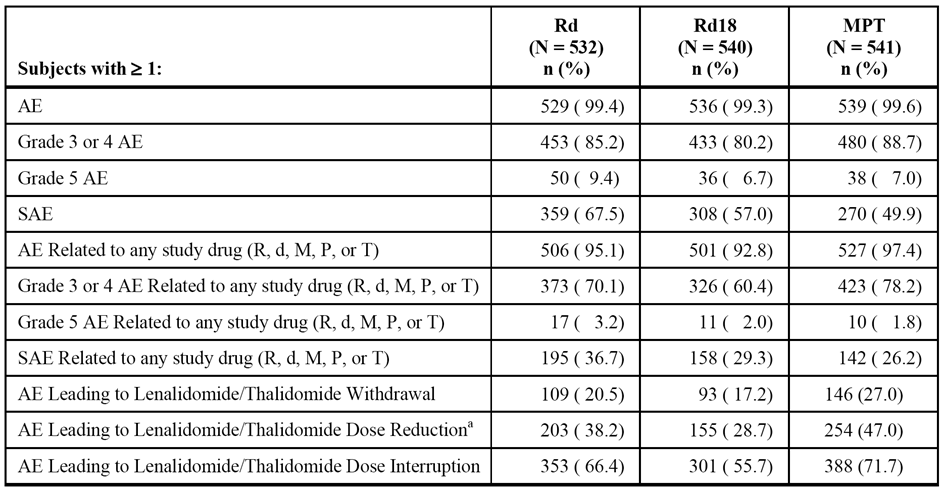 Subjects with ≥ 1: Rd (N = 532) n (%) Rd18 (N = 540) n (%) MPT (N = 541) n (%)
AE 529 ( 99.4) 536 ( 99.3) 539 ( 99.6)
Grade 3 or 4 AE 453 ( 85.2) 433 ( 80.2) 480 ( 88.7)
Grade 5 AE 50 ( 9.4) 36 ( 6.7) 38 ( 7.0)
SAE 359 ( 67.5) 308 ( 57.0) 270 ( 49.9)
AE Related to any study drug (R, d, M, P, or T) 506 ( 95.1) 501 ( 92.8) 527 ( 97.4)
Grade 3 or 4 AE Related to any study drug (R, d, M, P, or T) 373 ( 70.1) 326 ( 60.4) 423 ( 78.2)
Grade 5 AE Related to any study drug (R, d, M, P, or T) 17 ( 3.2) 11 ( 2.0) 10 ( 1.8)
SAE Related to any study drug (R, d, M, P, or T) 195 ( 36.7) 158 ( 29.3) 142 ( 26.2)
AE Leading to Lenalidomide/Thalidomide Withdrawal 109 ( 20.5) 93 ( 17.2) 146 (27.0)
AE Leading to Lenalidomide/Thalidomide Dose Reductionᵃ 203 ( 38.2) 155 ( 28.7) 254 (47.0)
AE Leading to Lenalidomide/Thalidomide Dose Interruption 353 ( 66.4) 301 ( 55.7) 388 (71.7)